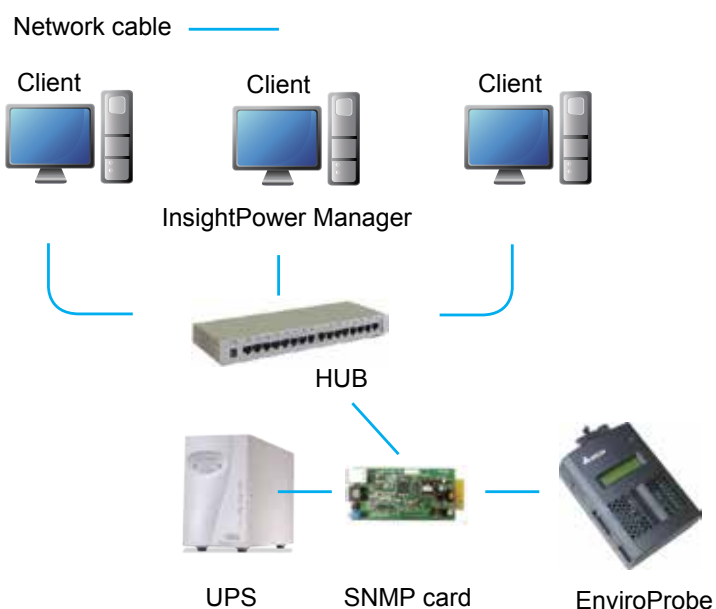 Network cable
Client
Client
Client
InsightPower Manager
HUB
UPS
SNMP card
EnviroProbe